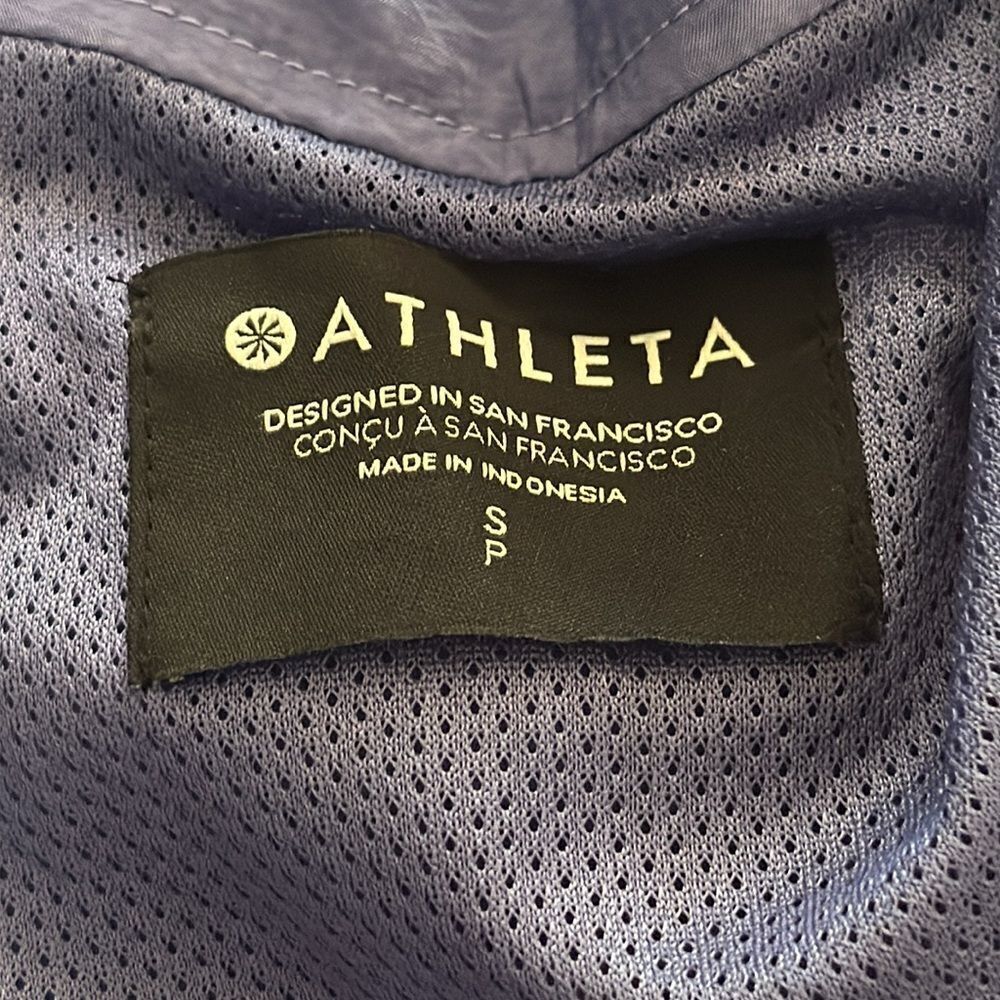 ATHLETA
DESIGNED IN SAN FRANCISCO
CONÇU À SAN FRANCISCO
MADE IN INDONESIA
S
P